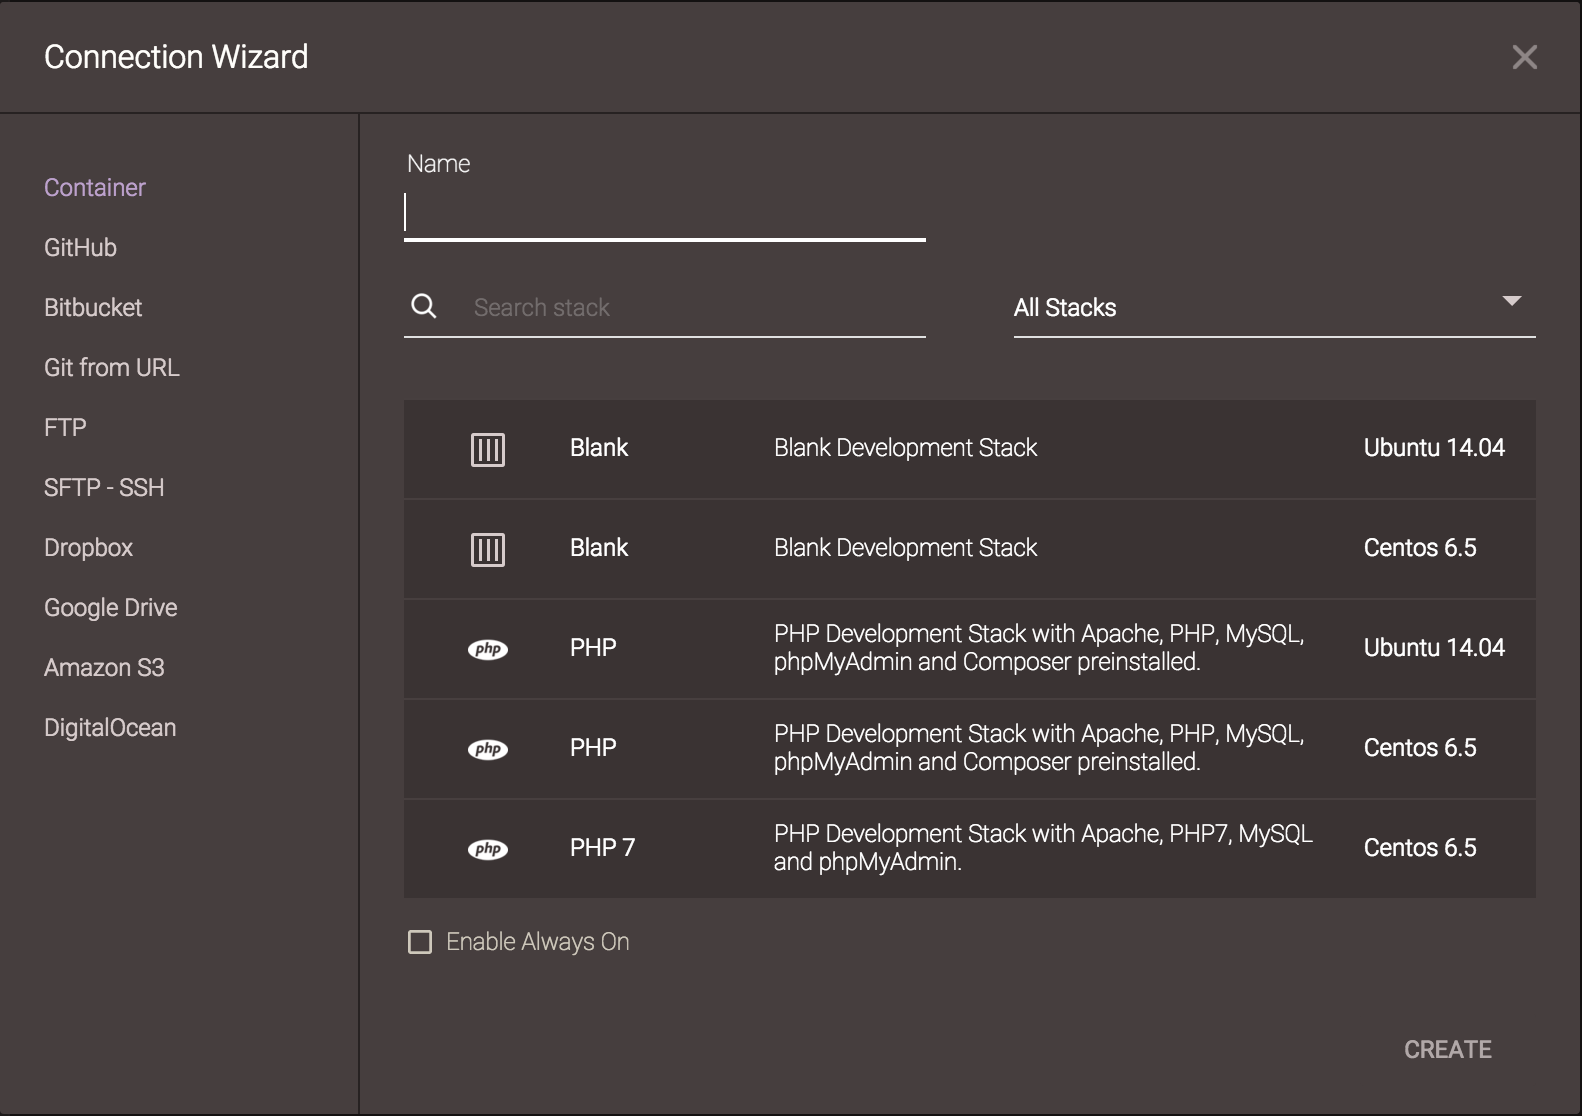 Connection Wizard
Container
GitHub
Bitbucket
Git from URL
FTP
SFTP - SSH
Dropbox
Google Drive
Amazon S3
DigitalOcean
Name
Search stack
All Stacks
Blank Blank Development Stack Ubuntu 14.04
Blank Blank Development Stack Centos 6.5
php PHP PHP Development Stack with Apache, PHP, MySQL, Ubuntu 14.04
phpMyAdmin and Composer preinstalled.
php PHP PHP Development Stack with Apache, PHP, MySQL, Centos 6.5
phpMyAdmin and Composer preinstalled.
php PHP 7 PHP Development Stack with Apache, PHP7, MySQL Centos 6.5
and phpMyAdmin.
Enable Always On
CREATE